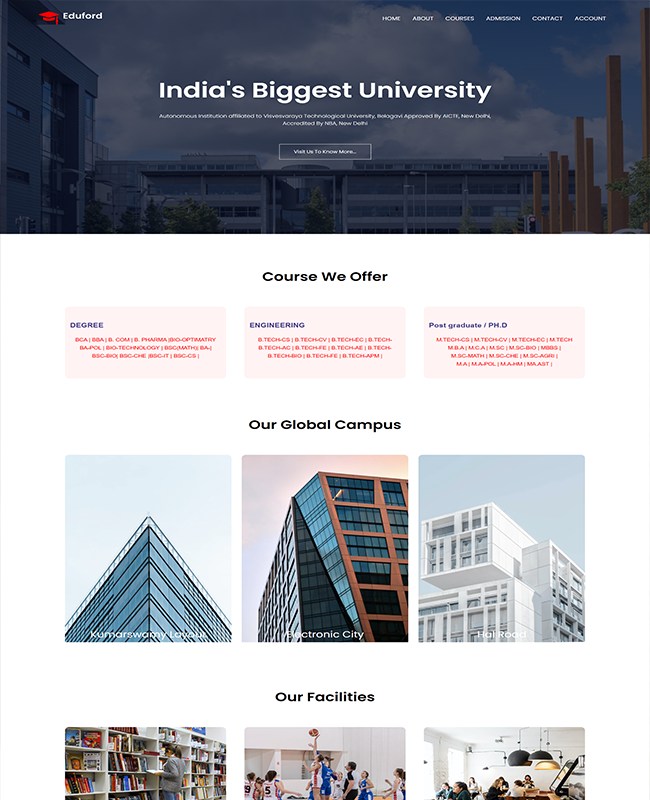 Eduford
HOME ABOUT COURSES ADMISSION CONTACT ACCOUNT
India's Biggest University
Autonomous Institution affiliated to Visvesvaraya Technological University, Belagavi Approved By AICTE, New Delhi,
Accredited By NBA, New Delhi
Visit Us To Know More..
Course We Offer
DEGREE
BCA | BBA | B. COM | B. PHARMA |BIO-OPTIMATRY
BA-POL | BIO-TECHNOLOGY | BSC(MATH)| BA-|
BSC-BIO| BSC-CHE |BSC-IT | BSC-CS |
ENGINEERING
B.TECH-CS | B.TECH-CV | B.TECH-EC | B.TECH-
B.TECH-AC | B.TECH-FE | B.TECH-AE | B.TECH-
B.TECH-BIO | B.TECH-FE | B.TECH-APM |
Post graduate / PH.D
M.TECH-CS | M.TECH-CV | M.TECH-EC | M.TECH
M.B.A | M.C.A | M.SC | M.SC-BIO | MBBS |
M.SC-MATH | M.SC-CHE | M.SC-AGRI |
M.A | M.A-POL | M.A-HM | MA.AST |
Our Global Campus
Kumarswamy Layout
Electronic City
Hal Road
Our Facilities